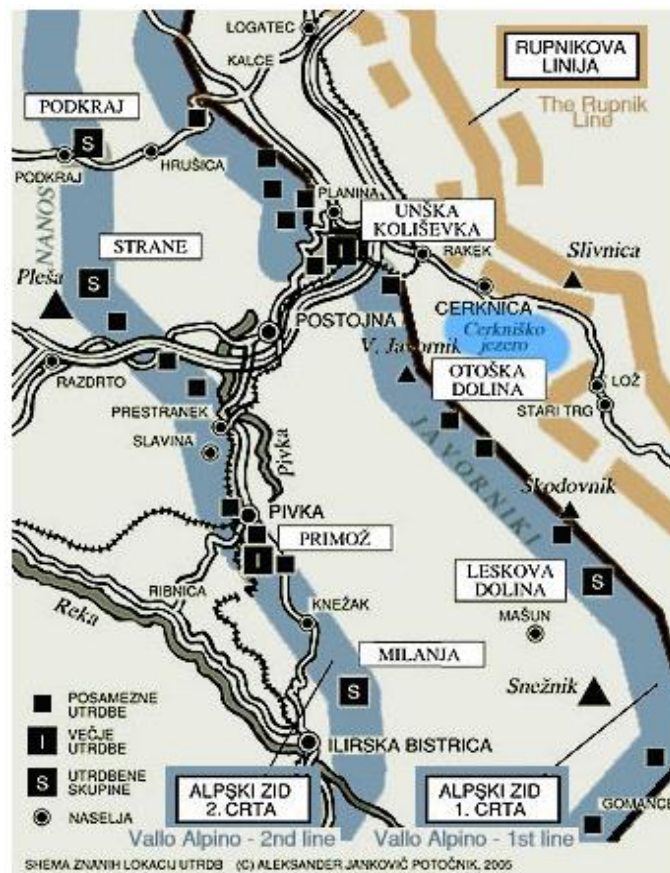 LOGATEC
KALCE
RUPNIKOVA
LINIJA
The Rupnik
Line
PODKRAJ
S
PODKRAJ
HRUŠICA
PLANINA
UNŠKA
KOLIŠEVKA
I
RAKEK
Slivnica
NANOS
STRANE
S
Pleša
CERKNICA
Cerkniško
jezero
POSTOJNA
V. Javornik
RAZDRTO
OTOŠKA
DOLINA
LOŽ
STARI TRG
PRESTRANEK
SLAVINA
Pivka
JAVORNIKI
Škodovnik
PIVKA
PRIMOŽ
I
LESKOVA
DOLINA
S
RIBNICA
KNEŽAK
MAŠUN
Reka
MILANJA
S
Snežnik
POSAMEZNE
UTRDBE
I
VEČJE
UTRDBE
S
UTRDBENE
SKUPINE
NASELJA
ILIRSKA BISTRICA
ALPSKI ZID
2. ČRTA
ALPSKI ZID
1. ČRTA
GOMANCE
Vallo Alpino - 2nd line
Vallo Alpino - 1st line
SHEMA ZNANIH LOKACIJ UTRDB (C) ALEKSANDER JANKOVIČ POTOČNIK, 2005